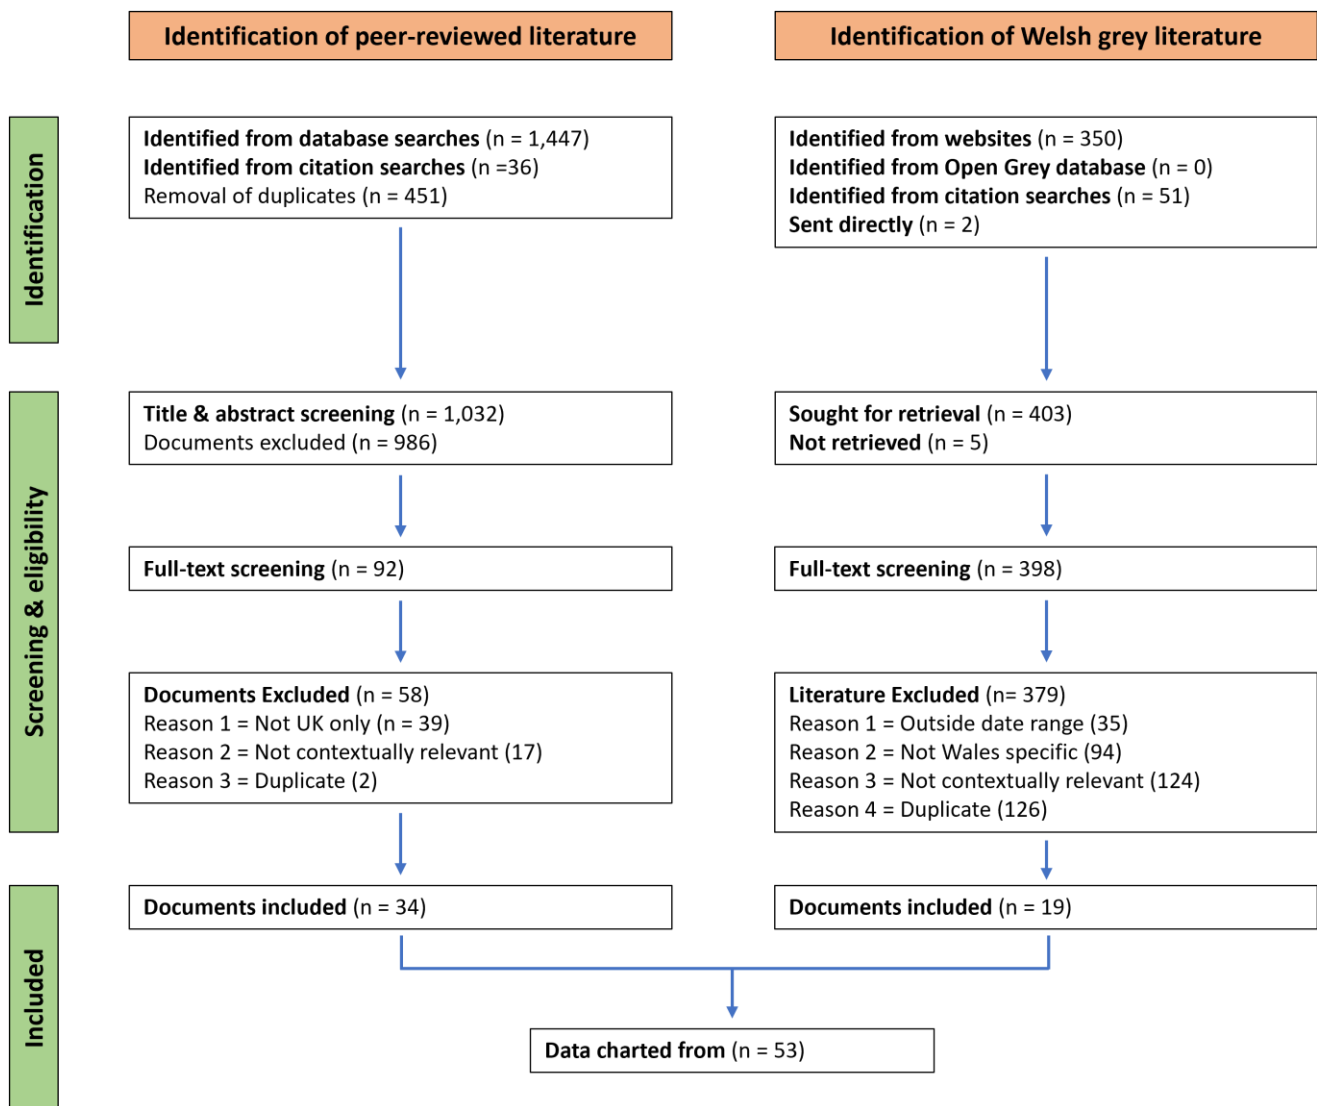 Identification of peer-reviewed literature
Identification of Welsh grey literature
Identification
Identified from database searches (n = 1,447)
Identified from citation searches (n =36)
Removal of duplicates (n = 451)
Identified from websites (n = 350)
Identified from Open Grey database (n = 0)
Identified from citation searches (n = 51)
Sent directly (n = 2)
Screening & eligibility
Title & abstract screening (n = 1,032)
Documents excluded (n = 986)
Sought for retrieval (n = 403)
Not retrieved (n = 5)
Full-text screening (n = 92)
Full-text screening (n = 398)
Documents Excluded (n = 58)
Reason 1 = Not UK only (n = 39)
Reason 2 = Not contextually relevant (17)
Reason 3 = Duplicate (2)
Literature Excluded (n= 379)
Reason 1 = Outside date range (35)
Reason 2 = Not Wales specific (94)
Reason 3 = Not contextually relevant (124)
Reason 4 = Duplicate (126)
Included
Documents included (n = 34)
Documents included (n = 19)
Data charted from (n = 53)